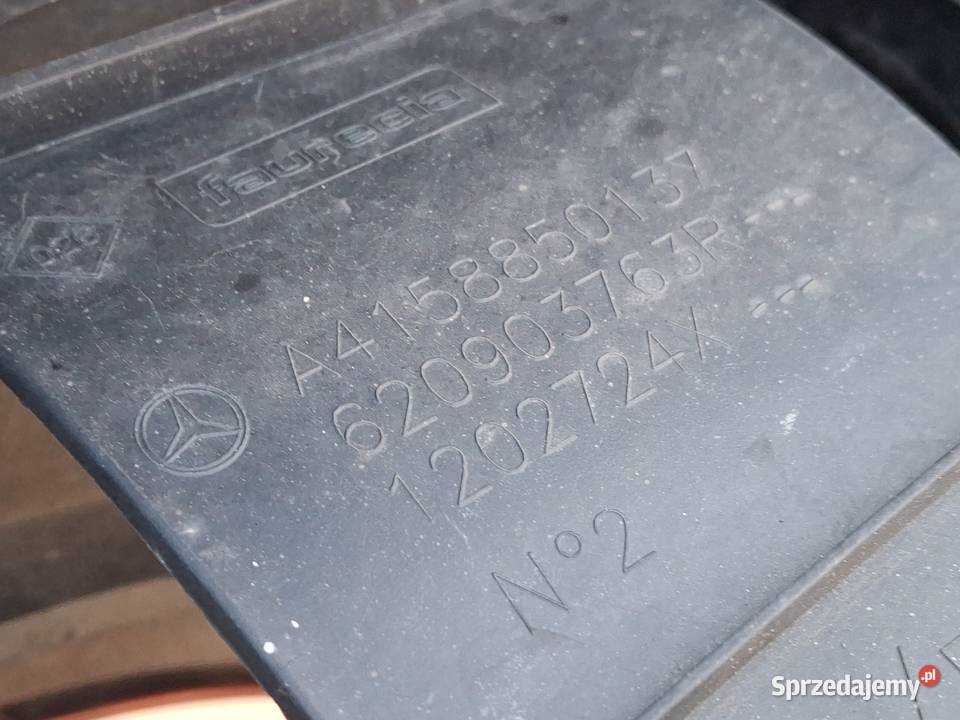 faurecia
A4158850137
620903763R---
1202724X ---
N°2
Sprzedajemy.pl